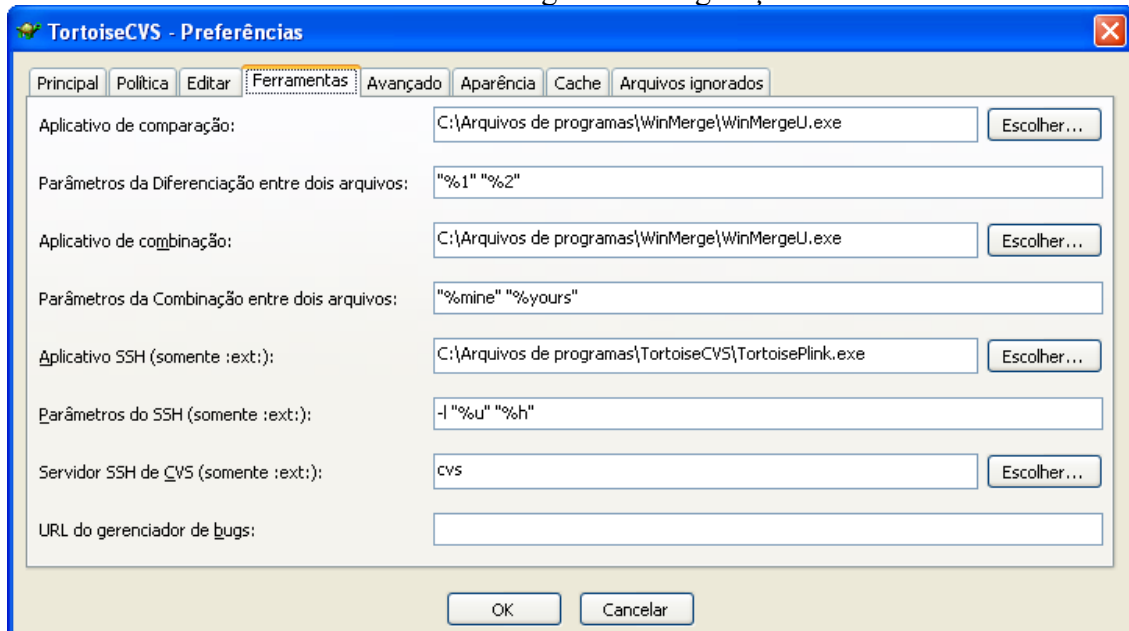 TortoiseCVS - Preferências
Principal Política Editar Ferramentas Avançado Aparência Cache Arquivos ignorados
Aplicativo de comparação: C:\Arquivos de programas\WinMerge\WinMergeU.exe Escolher...
Parâmetros da Diferenciação entre dois arquivos: "%1" "%2"
Aplicativo de combinação: C:\Arquivos de programas\WinMerge\WinMergeU.exe Escolher...
Parâmetros da Combinação entre dois arquivos: "%mine" "%yours"
Aplicativo SSH (somente :ext:): C:\Arquivos de programas\TortoiseCVS\TortoisePlink.exe Escolher...
Parâmetros do SSH (somente :ext:): -l "%u" "%h"
Servidor SSH de CVS (somente :ext:): cvs Escolher...
URL do gerenciador de bugs:
OK Cancelar